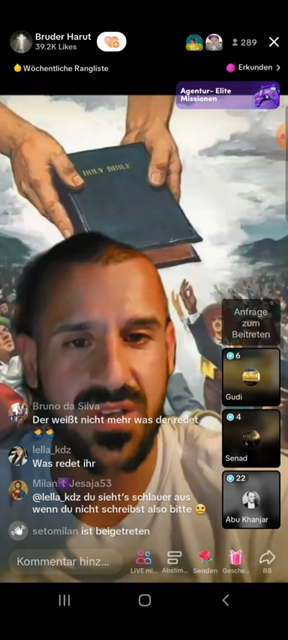 Bruder Harut
39.2K Likes
289
Wöchentliche Rangliste
Erkunden
Agentur- Elite
Missionen
HOLY BIBLE
Anfrage
zum
Beitreten
6
Gudi
4
Senad
22
Abu Khanjar
Bruno da Silva
Der weißt nicht mehr was der redet
lella_kdz
Was redet ihr
Milan Jesaja53
@lella_kdz du sieht's schlauer aus
wenn du nicht schreibst also bitte
setomilan ist beigetreten
Kommentar hinz...
LIVE mi...
Abstim...
Senden
Gesche...
88